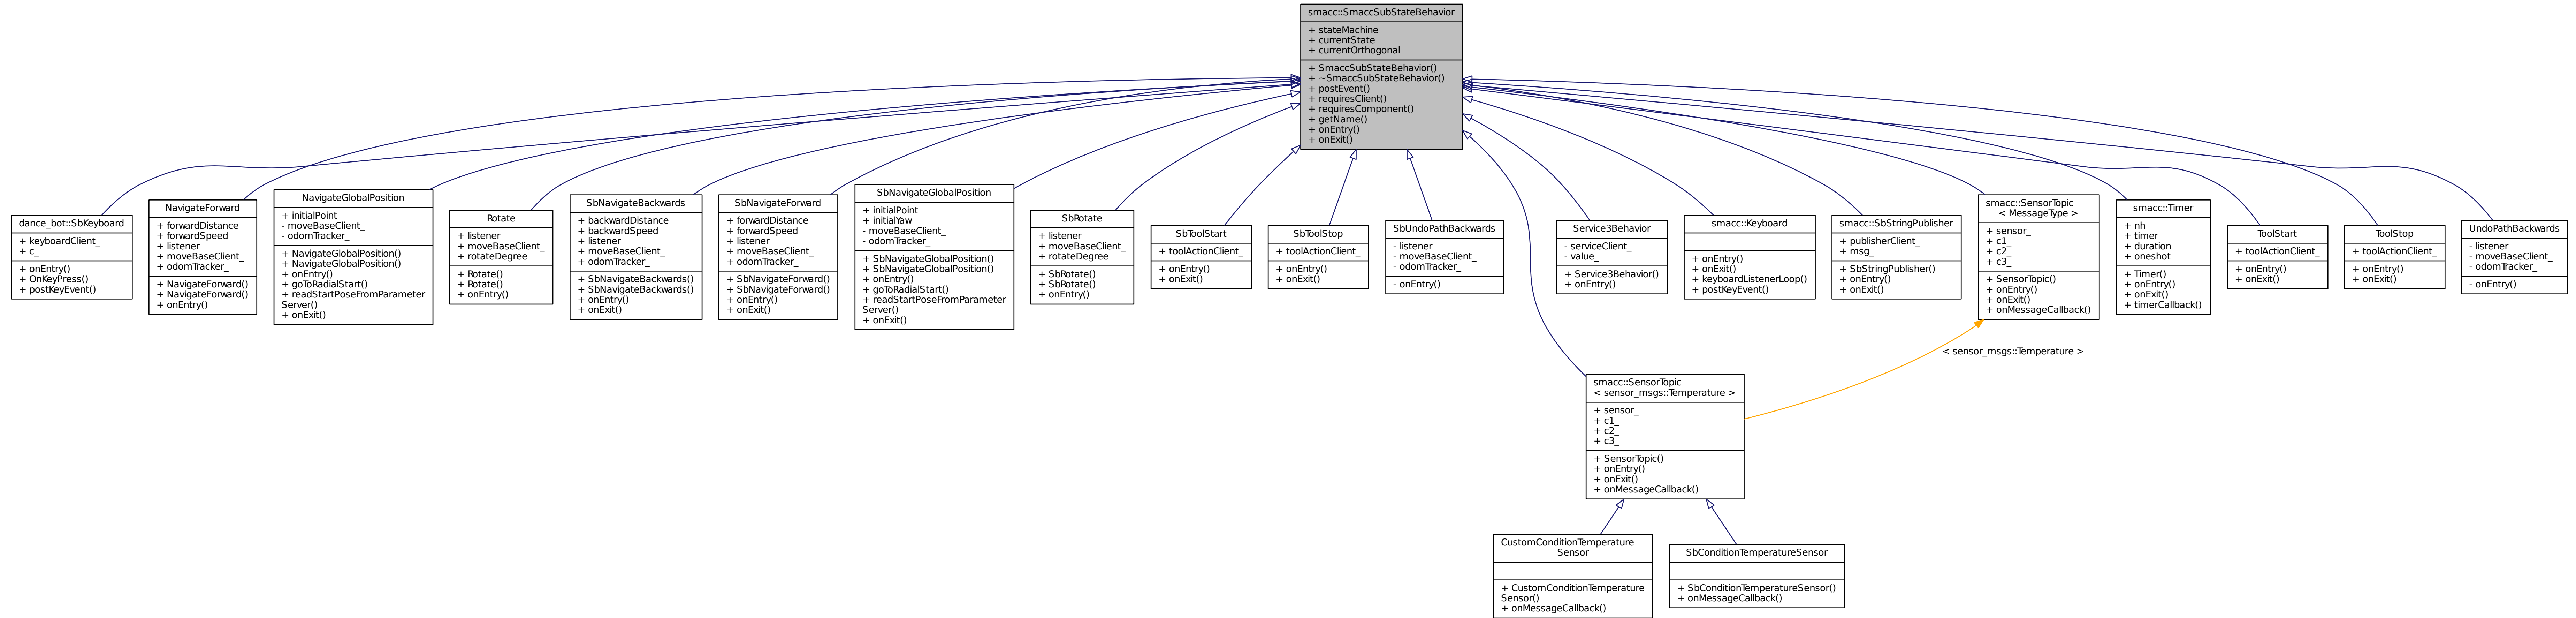 smacc::SmaccSubStateBehavior
+ stateMachine
+ currentState
+ currentOrthogonal
+ SmaccSubStateBehavior()
+ ~SmaccSubStateBehavior()
+ postEvent()
+ requiresClient()
+ requiresComponent()
+ getName()
+ onEntry()
+ onExit()
dance_bot::SbKeyboard
+ keyboardClient_
+ c_
+ onEntry()
+ OnKeyPress()
+ postKeyEvent()
NavigateForward
+ forwardDistance
+ forwardSpeed
+ listener
+ moveBaseClient_
+ odomTracker_
+ NavigateForward()
+ NavigateForward()
+ onEntry()
NavigateGlobalPosition
+ initialPoint
- moveBaseClient_
- odomTracker_
+ NavigateGlobalPosition()
+ NavigateGlobalPosition()
+ onEntry()
+ goToRadialStart()
+ readStartPoseFromParameter
Server()
+ onExit()
Rotate
+ listener
+ moveBaseClient_
+ rotateDegree
+ Rotate()
+ Rotate()
+ onEntry()
SbNavigateBackwards
+ backwardDistance
+ backwardSpeed
+ listener
+ moveBaseClient_
+ odomTracker_
+ SbNavigateBackwards()
+ SbNavigateBackwards()
+ onEntry()
+ onExit()
SbNavigateForward
+ forwardDistance
+ forwardSpeed
+ listener
+ moveBaseClient_
+ odomTracker_
+ SbNavigateForward()
+ SbNavigateForward()
+ onEntry()
+ onExit()
SbNavigateGlobalPosition
+ initialPoint
+ initialYaw
- moveBaseClient_
- odomTracker_
+ SbNavigateGlobalPosition()
+ SbNavigateGlobalPosition()
+ onEntry()
+ goToRadialStart()
+ readStartPoseFromParameter
Server()
+ onExit()
SbRotate
+ listener
+ moveBaseClient_
+ rotateDegree
+ SbRotate()
+ SbRotate()
+ onEntry()
SbToolStart
+ toolActionClient_
+ onEntry()
+ onExit()
SbToolStop
+ toolActionClient_
+ onEntry()
+ onExit()
SbUndoPathBackwards
- listener
- moveBaseClient_
- odomTracker_
- onEntry()
Service3Behavior
- serviceClient_
- value_
+ Service3Behavior()
+ onEntry()
smacc::Keyboard
+ onEntry()
+ onExit()
+ keyboardListenerLoop()
+ postKeyEvent()
smacc::SbStringPublisher
+ publisherClient_
+ msg_
+ SbStringPublisher()
+ onEntry()
+ onExit()
smacc::SensorTopic
< MessageType >
+ sensor_
+ c1_
+ c2_
+ c3_
+ SensorTopic()
+ onEntry()
+ onExit()
+ onMessageCallback()
smacc::Timer
+ nh
+ timer
+ duration
+ oneshot
+ Timer()
+ onEntry()
+ onExit()
+ timerCallback()
ToolStart
+ toolActionClient_
+ onEntry()
+ onExit()
ToolStop
+ toolActionClient_
+ onEntry()
+ onExit()
UndoPathBackwards
- listener
- moveBaseClient_
- odomTracker_
- onEntry()
< sensor_msgs::Temperature >
smacc::SensorTopic
< sensor_msgs::Temperature >
+ sensor_
+ c1_
+ c2_
+ c3_
+ SensorTopic()
+ onEntry()
+ onExit()
+ onMessageCallback()
CustomConditionTemperature
Sensor
+ CustomConditionTemperature
Sensor()
+ onMessageCallback()
SbConditionTemperatureSensor
+ SbConditionTemperatureSensor()
+ onMessageCallback()